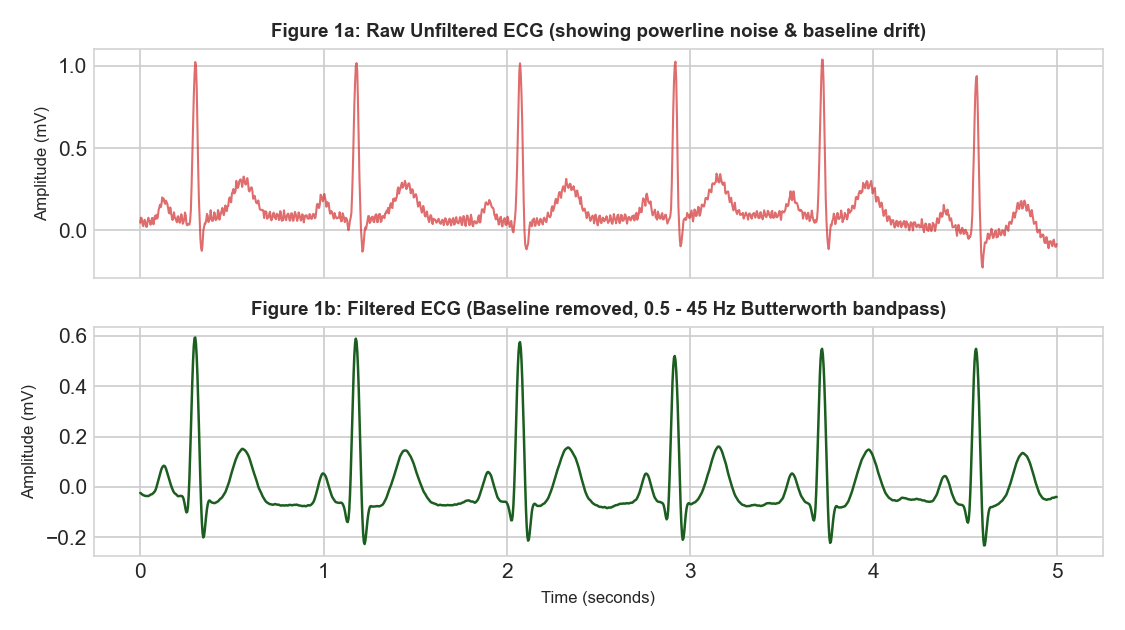 Figure 1a: Raw Unfiltered ECG (showing powerline noise & baseline drift)
Amplitude (mV)
1.0
0.5
0.0
Figure 1b: Filtered ECG (Baseline removed, 0.5 - 45 Hz Butterworth bandpass)
Amplitude (mV)
0.6
0.4
0.2
0.0
−0.2
0 1 2 3 4 5
Time (seconds)